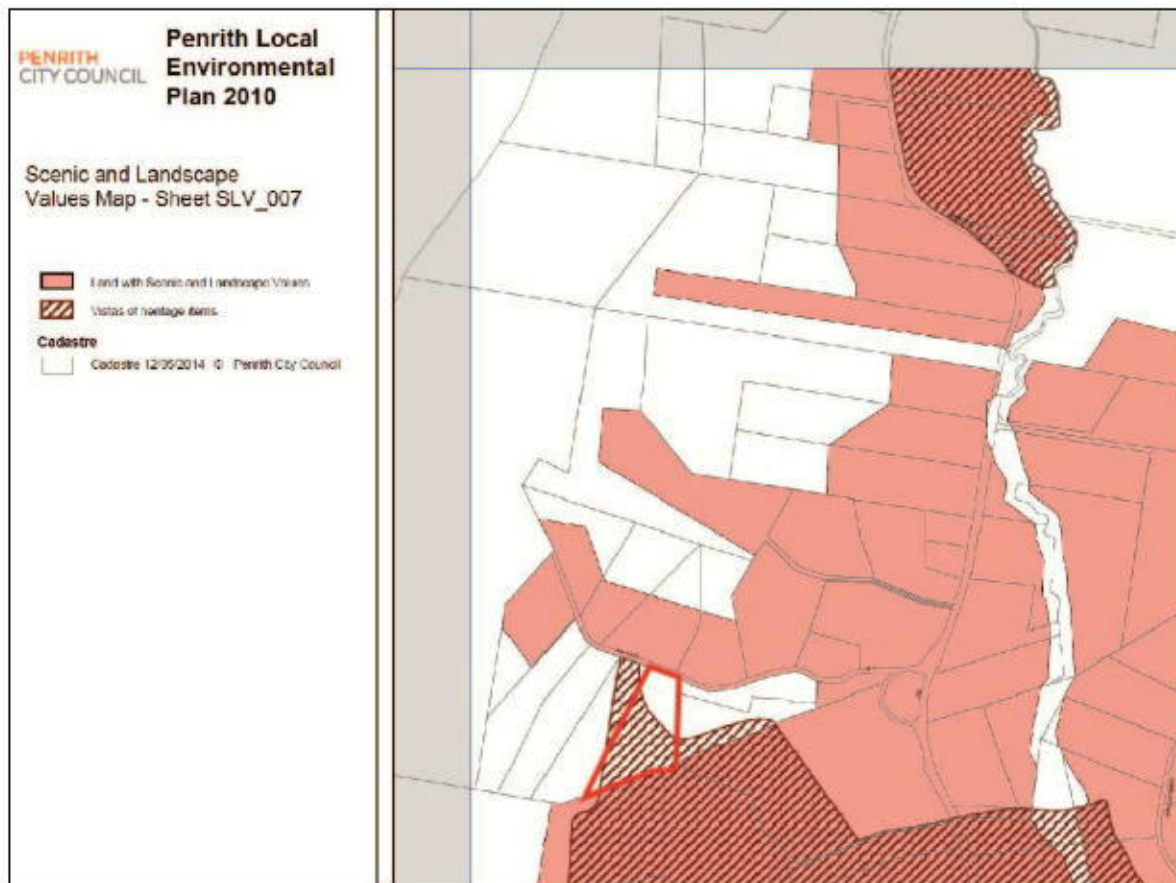 PENRITH
CITY COUNCIL
Penrith Local
Environmental
Plan 2010
Scenic and Landscape
Values Map - Sheet SLV_007
Land with Scenic and Landscape Values
Vistas of heritage items
Cadastre
Cadastre 12/05/2014 © Penrith City Council